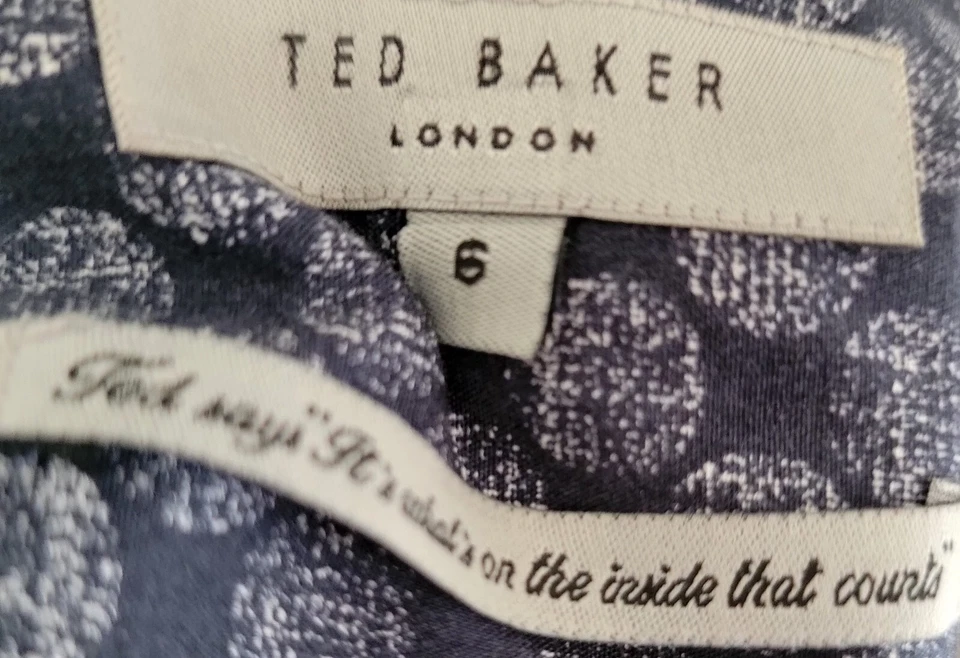 TED BAKER
LONDON
6
Ted says "It's what's on the inside that counts"